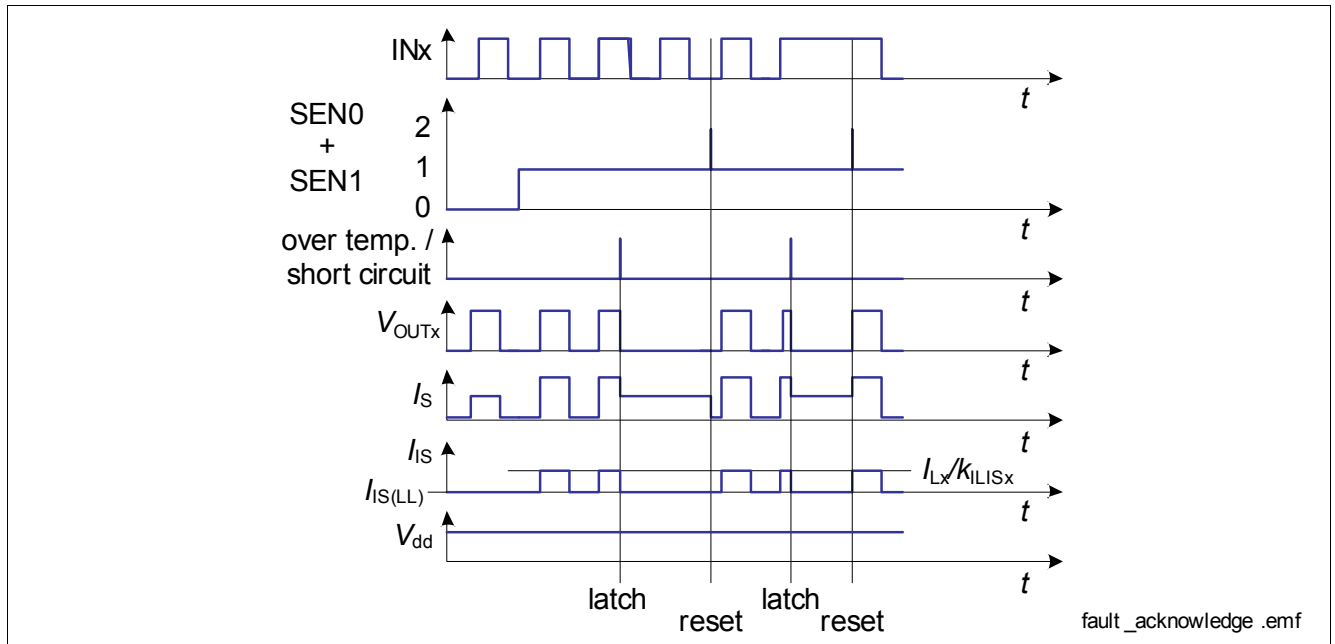 INx
t
SEN0
+
SEN1
2
1
0
t
over temp. /
short circuit
t
VOUTx
t
IS
t
IIS
IIS(LL)
ILx/kILISx
t
Vdd
t
latch
reset
latch
reset
fault _acknowledge .emf